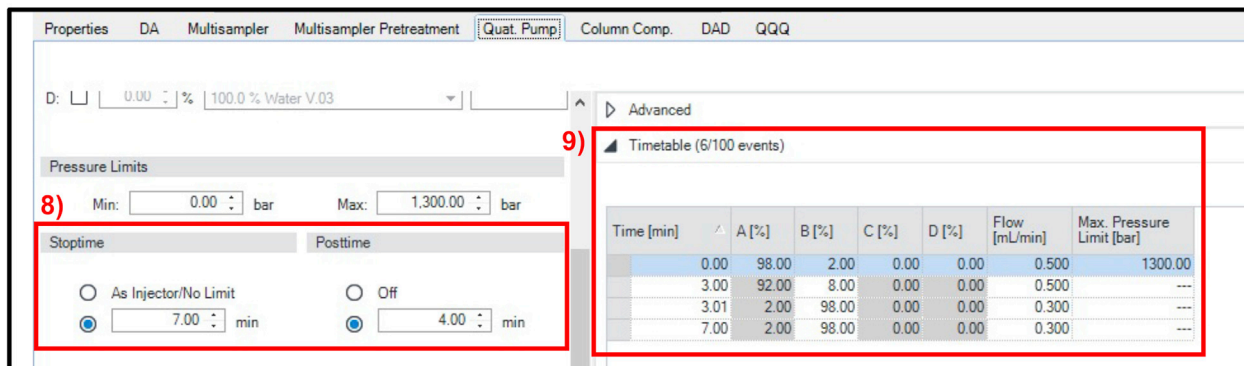 Properties DA Multisampler Multisampler Pretreatment Quat. Pump Column Comp. DAD QQQ
D: 0.00 % 100.0 % Water V.03
Pressure Limits
Min: 0.00 bar Max: 1,300.00 bar
8)
Stoptime Posttime
As Injector/No Limit Off
7.00 min 4.00 min
Advanced
9) Timetable (6/100 events)
Time [min] A [%] B [%] C [%] D [%] Flow [mL/min] Max. Pressure Limit [bar]
0.00 98.00 2.00 0.00 0.00 0.500 1300.00
3.00 92.00 8.00 0.00 0.00 0.500 ---
3.01 2.00 98.00 0.00 0.00 0.300 ---
7.00 2.00 98.00 0.00 0.00 0.300 ---